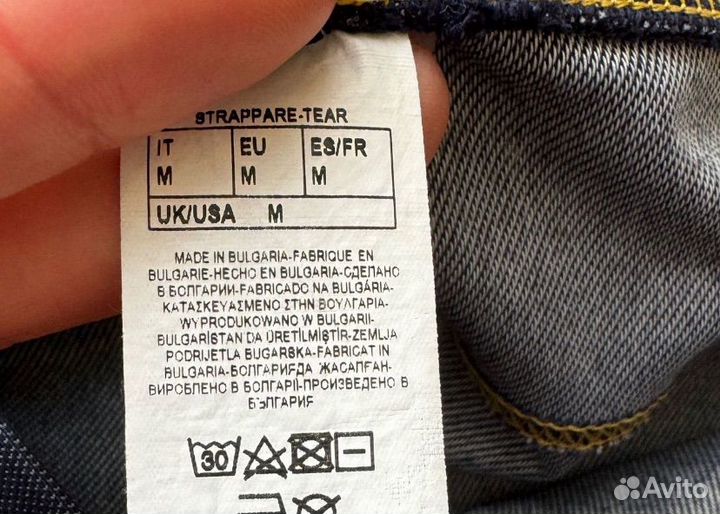 STRAPPARE-TEAR
IT EU ES/FR
M M M
UK/USA M
MADE IN BULGARIA-FABRIQUE EN
BULGARIE-HECHO EN BULGARIA-СДЕЛАНО
В БОЛГАРИИ-FABRICADO NA BULGÁRIA-
ΚΑΤΑΣΚΕΥΑΣΜΕΝΟ ΣΤΗΝ ΒΟΥΛΓΑΡΙΑ-
WYPRODUKOWANO W BULGARII-
BULGARİSTAN DA ÜRETİLMİŞTİR-ZEMLJA
PODRIJETLA BUGARSKA-FABRICAT IN
BULGARIA-БОЛГАРИЯДА ЖАСАЛҒАН-
ВИРОБЛЕНО В БОЛГАРІЇ-ПРОИЗВЕДЕНО В
БЪЛГАРИЯ
30
Avito